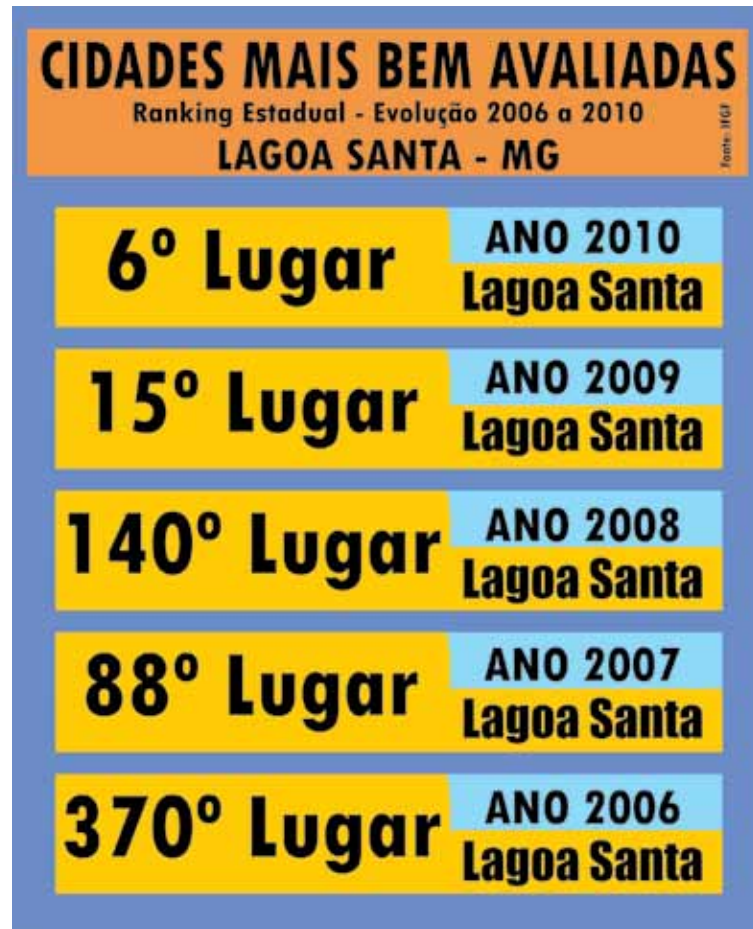 CIDADES MAIS BEM AVALIADAS
Ranking Estadual - Evolução 2006 a 2010
LAGOA SANTA - MG
Fonte: IFGF
6º Lugar
ANO 2010
Lagoa Santa
15º Lugar
ANO 2009
Lagoa Santa
140º Lugar
ANO 2008
Lagoa Santa
88º Lugar
ANO 2007
Lagoa Santa
370º Lugar
ANO 2006
Lagoa Santa